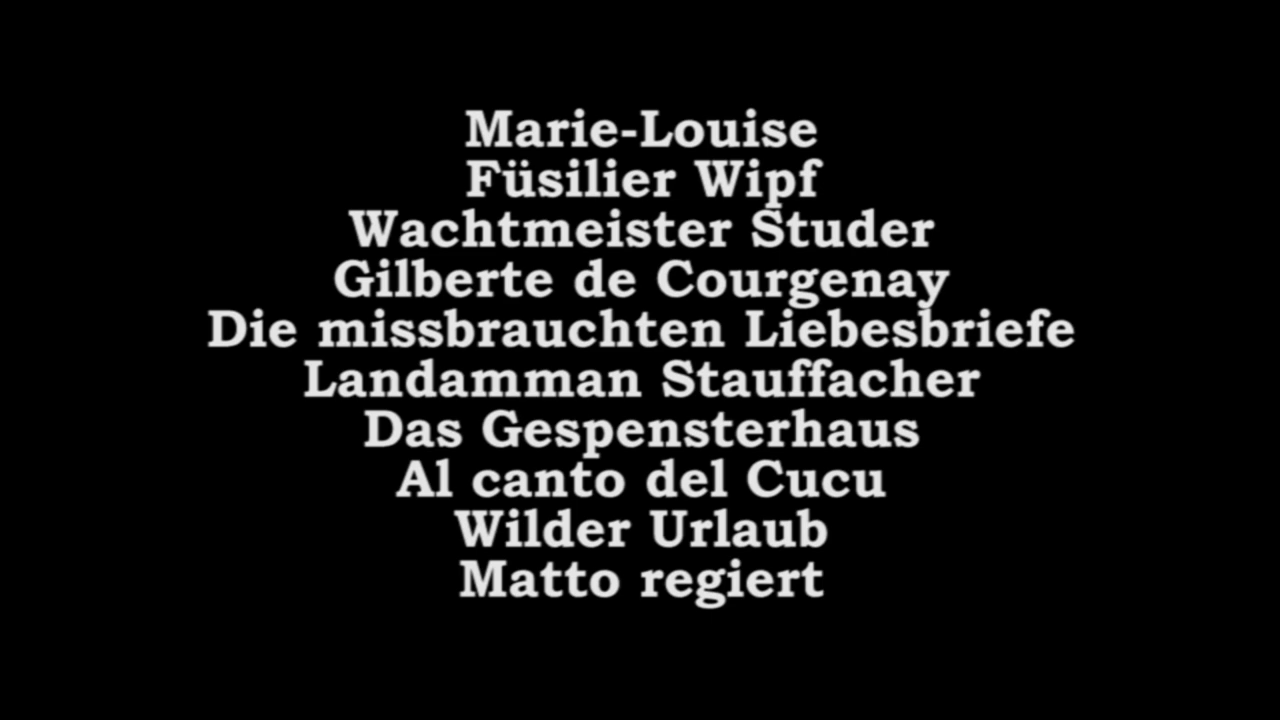 Marie-Louise
Füsilier Wipf
Wachtmeister Studer
Gilberte de Courgenay
Die missbrauchten Liebesbriefe
Landamman Stauffacher
Das Gespensterhaus
Al canto del Cucu
Wilder Urlaub
Matto regiert